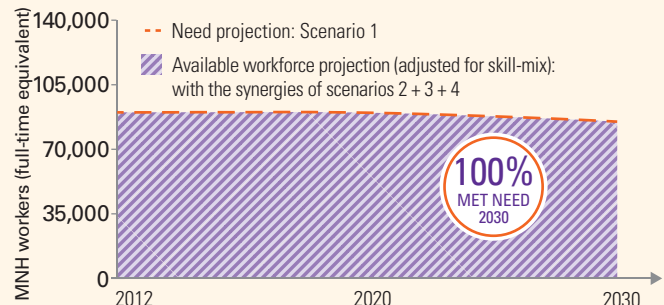 MNH workers (full-time equivalent)
140,000
105,000
70,000
35,000
0
Need projection: Scenario 1
Available workforce projection (adjusted for skill-mix):
with the synergies of scenarios 2 + 3 + 4
100%
MET NEED
2030
2012
2020
2030